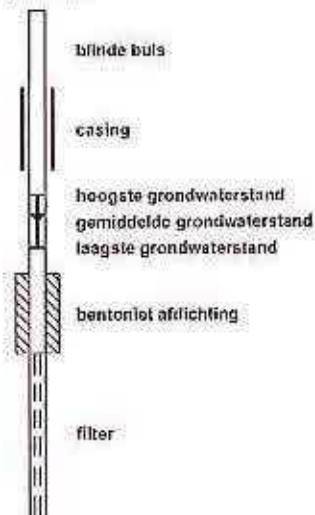 blinde buis
casing
hoogste grondwaterstand
gemiddelde grondwaterstand
laagste grondwaterstand
bentoniet afdichting
filter